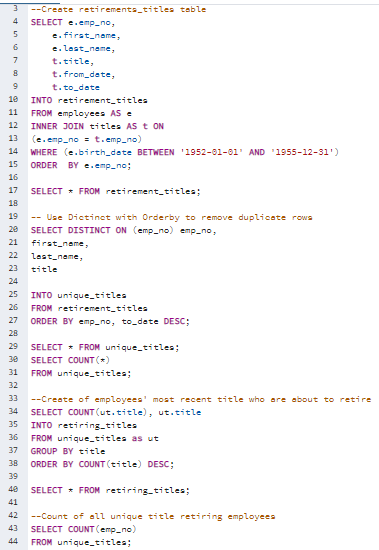 3 --Create retirements_titles table
4 SELECT e.emp_no,
5 e.first_name,
6 e.last_name,
7 t.title,
8 t.from_date,
9 t.to_date
10 INTO retirement_titles
11 FROM employees AS e
12 INNER JOIN titles AS t ON
13 (e.emp_no = t.emp_no)
14 WHERE (e.birth_date BETWEEN '1952-01-01' AND '1955-12-31')
15 ORDER BY e.emp_no;
16
17 SELECT * FROM retirement_titles;
18
19 -- Use Dictinct with Orderby to remove duplicate rows
20 SELECT DISTINCT ON (emp_no) emp_no,
21 first_name,
22 last_name,
23 title
24
25 INTO unique_titles
26 FROM retirement_titles
27 ORDER BY emp_no, to_date DESC;
28
29 SELECT * FROM unique_titles;
30 SELECT COUNT(*)
31 FROM unique_titles;
32
33 --Create of employees' most recent title who are about to retire
34 SELECT COUNT(ut.title), ut.title
35 INTO retiring_titles
36 FROM unique_titles as ut
37 GROUP BY title
38 ORDER BY COUNT(title) DESC;
39
40 SELECT * FROM retiring_titles;
41
42 --Count of all unique title retiring employees
43 SELECT COUNT(emp_no)
44 FROM unique_titles;